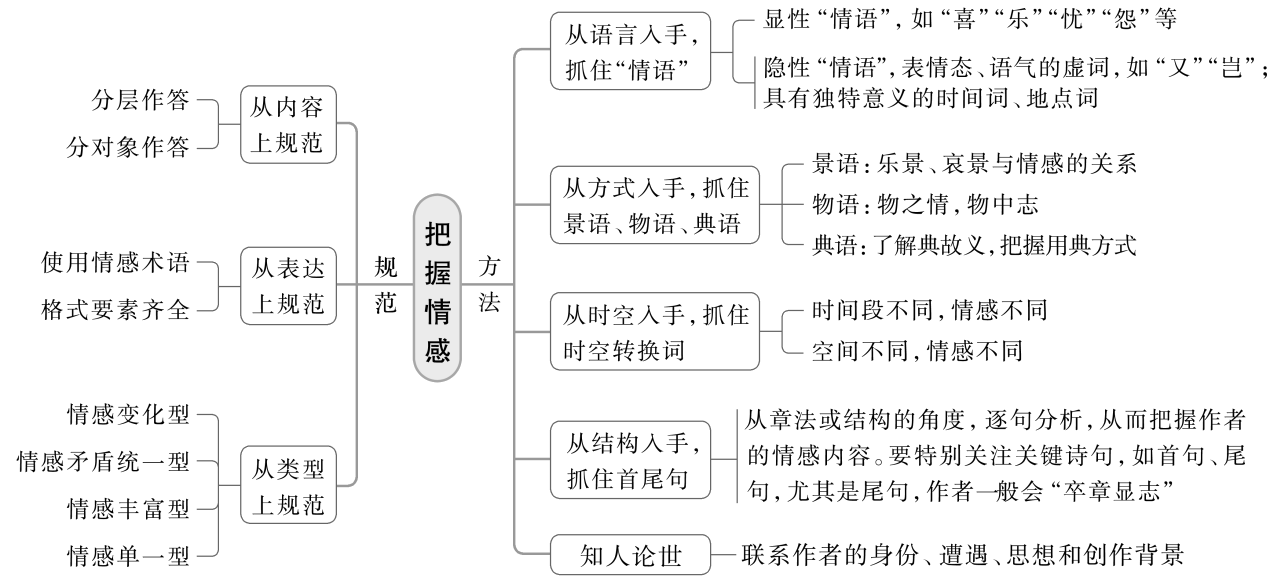 分层作答
分对象作答
从内容
上规范
使用情感术语
格式要素齐全
从表达
上规范
情感变化型
情感矛盾统一型
情感丰富型
情感单一型
从类型
上规范
规范
把握情感
方法
从语言入手，
抓住“情语”
显性“情语”，如“喜”“乐”“忧”“怨”等
隐性“情语”，表情态、语气的虚词，如“又”“岂”；
具有独特意义的时间词、地点词
从方式入手，抓住
景语、物语、典语
景语：乐景、哀景与情感的关系
物语：物之情，物中志
典语：了解典故义，把握用典方式
从时空入手，抓住
时空转换词
时间段不同，情感不同
空间不同，情感不同
从结构入手，
抓住首尾句
从章法或结构的角度，逐句分析，从而把握作者
的情感内容。要特别关注关键诗句，如首句、尾
句，尤其是尾句，作者一般会“卒章显志”
知人论世
联系作者的身份、遭遇、思想和创作背景